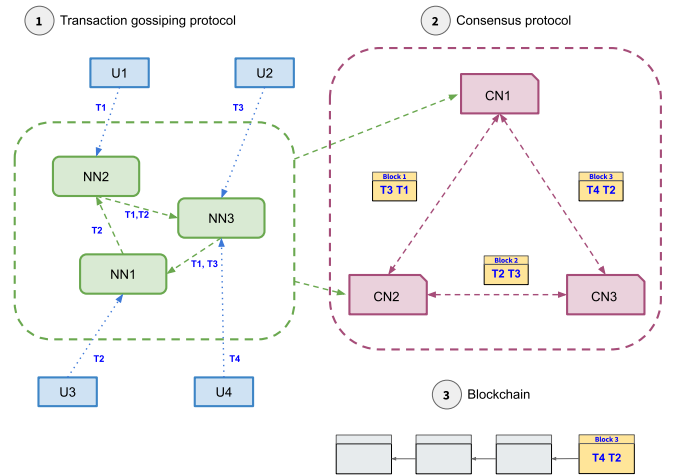 1 Transaction gossiping protocol
2 Consensus protocol
U1
U2
T1
T3
CN1
NN2
Block 1
T3 T1
Block 3
T4 T2
T1,T2
NN3
T2
T1, T3
NN1
Block 2
T2 T3
CN2
CN3
T2
T4
U3
U4
3 Blockchain
Block 3
T4 T2